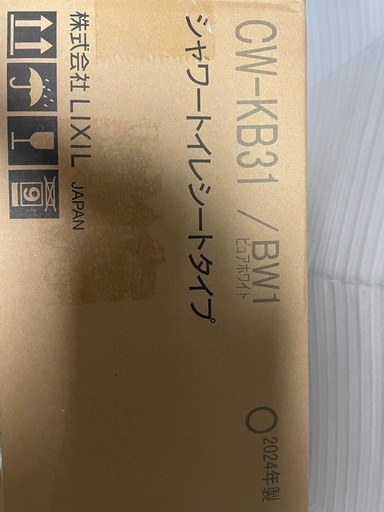 CW-KB31 / BW1
ピュアホワイト
シャワートイレシートタイプ
株式会社 LIXIL JAPAN
9
2024年製